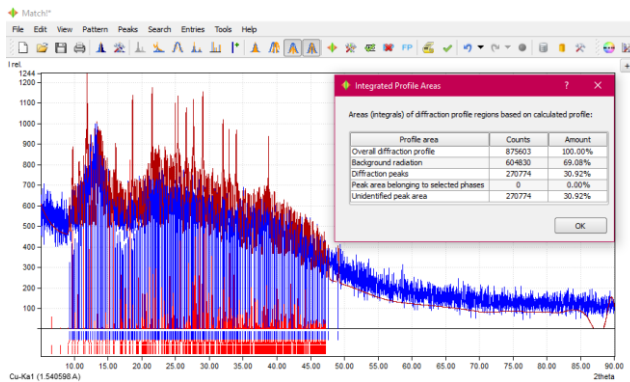 Match!*
File Edit View Pattern Peaks Search Entries Tools Help
FP
I rel.
Integrated Profile Areas ? ×
Areas (integrals) of diffraction profile regions based on calculated profile:
Profile area Counts Amount
Overall diffraction profile 875603 100.00%
Background radiation 604830 69.08%
Diffraction peaks 270774 30.92%
Peak area belonging to selected phases 0 0.00%
Unidentified peak area 270774 30.92%
OK
1244
1100
1000
900
800
700
600
500
400
300
200
100
10.00 15.00 20.00 25.00 30.00 35.00 40.00 45.00 50.00 55.00 60.00 65.00 70.00 75.00 80.00 85.00 90.00
Cu-Ka1 (1.540598 A) 2theta